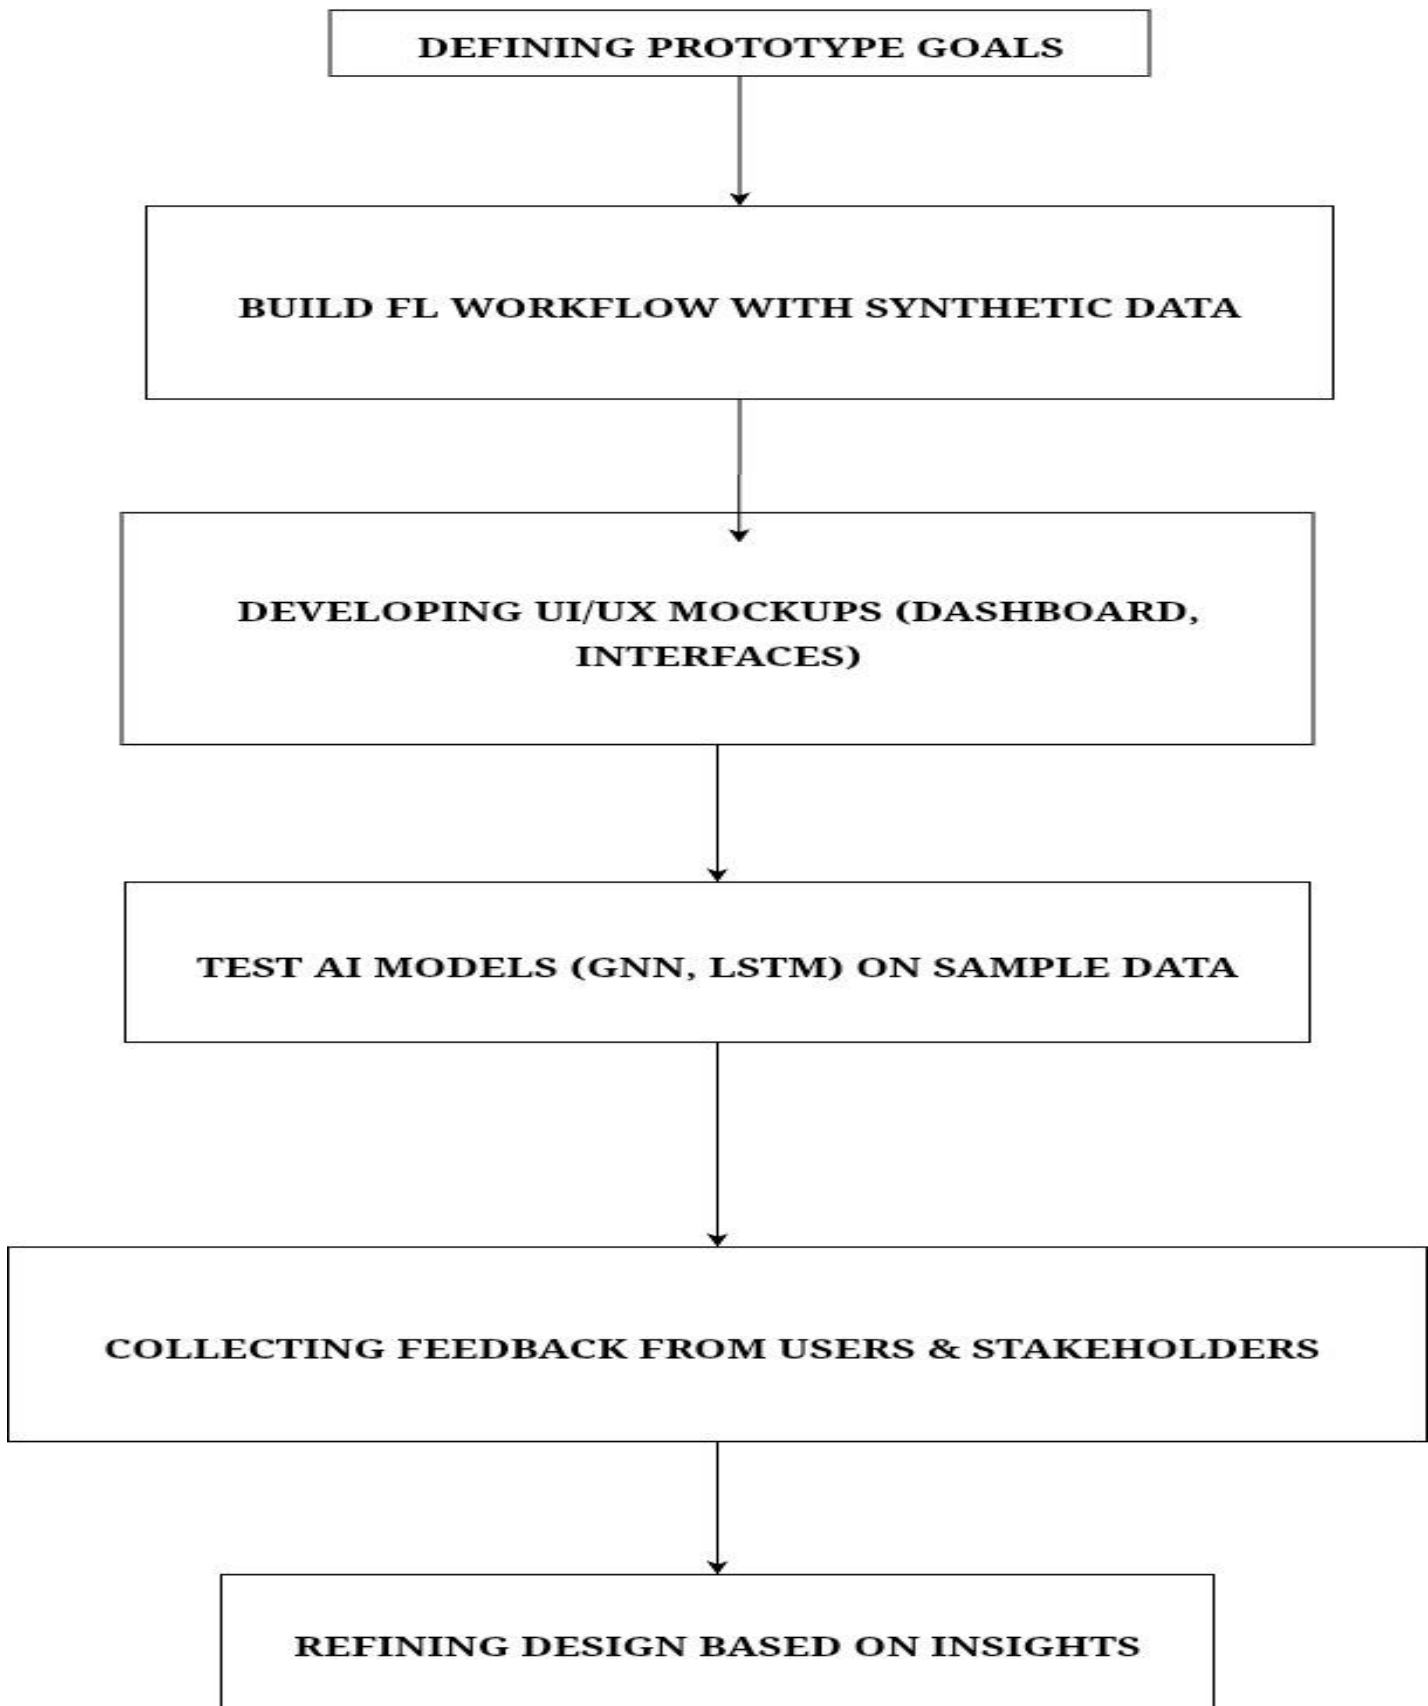 DEFINING PROTOTYPE GOALS
BUILD FL WORKFLOW WITH SYNTHETIC DATA
DEVELOPING UI/UX MOCKUPS (DASHBOARD,
INTERFACES)
TEST AI MODELS (GNN, LSTM) ON SAMPLE DATA
COLLECTING FEEDBACK FROM USERS & STAKEHOLDERS
REFINING DESIGN BASED ON INSIGHTS